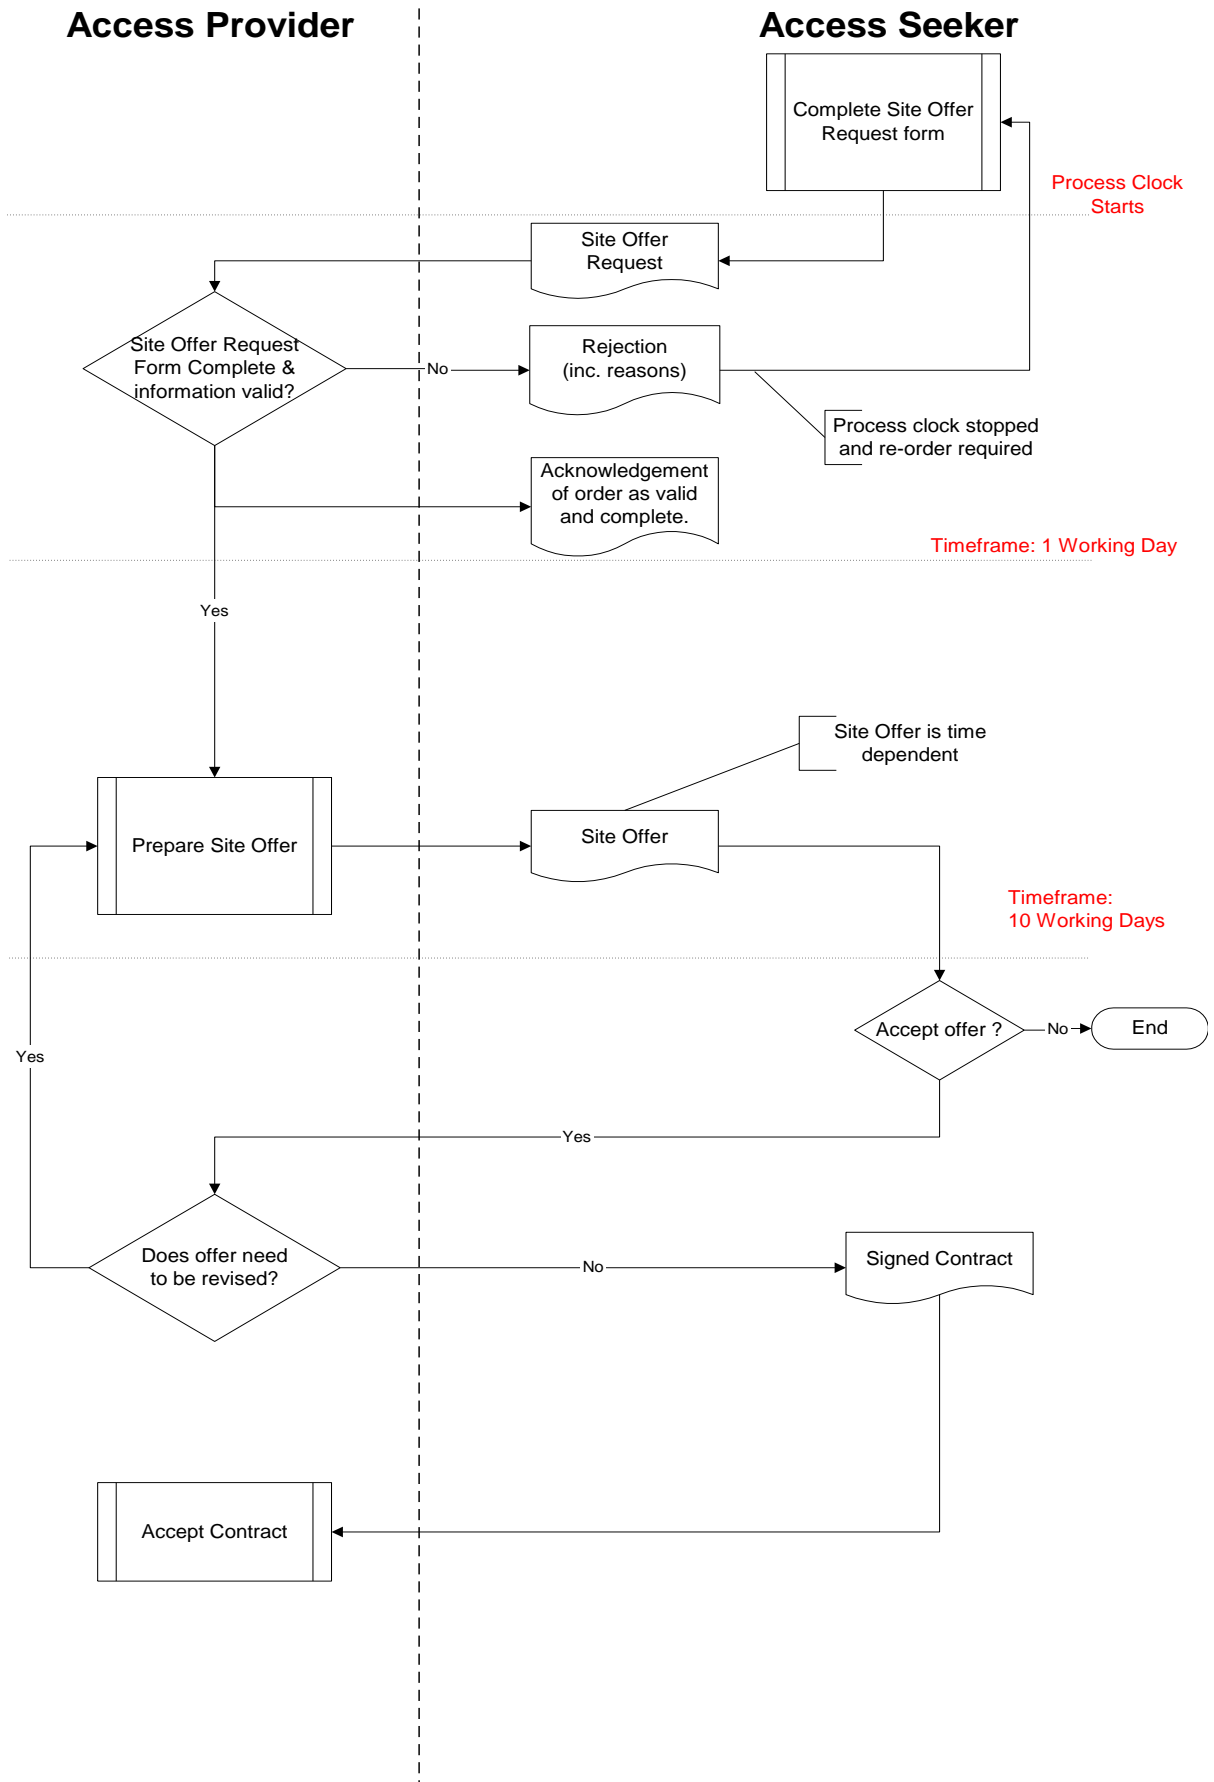 Access Provider
Access Seeker
Complete Site Offer
Request form
Process Clock
Starts
Site Offer
Request
Site Offer Request
Form Complete &
information valid?
No
Rejection
(inc. reasons)
Process clock stopped
and re-order required
Acknowledgement
of order as valid
and complete.
Timeframe: 1 Working Day
Yes
Site Offer is time
dependent
Prepare Site Offer
Site Offer
Timeframe:
10 Working Days
Accept offer ?
No
End
Yes
Yes
Does offer need
to be revised?
No
Signed Contract
Accept Contract